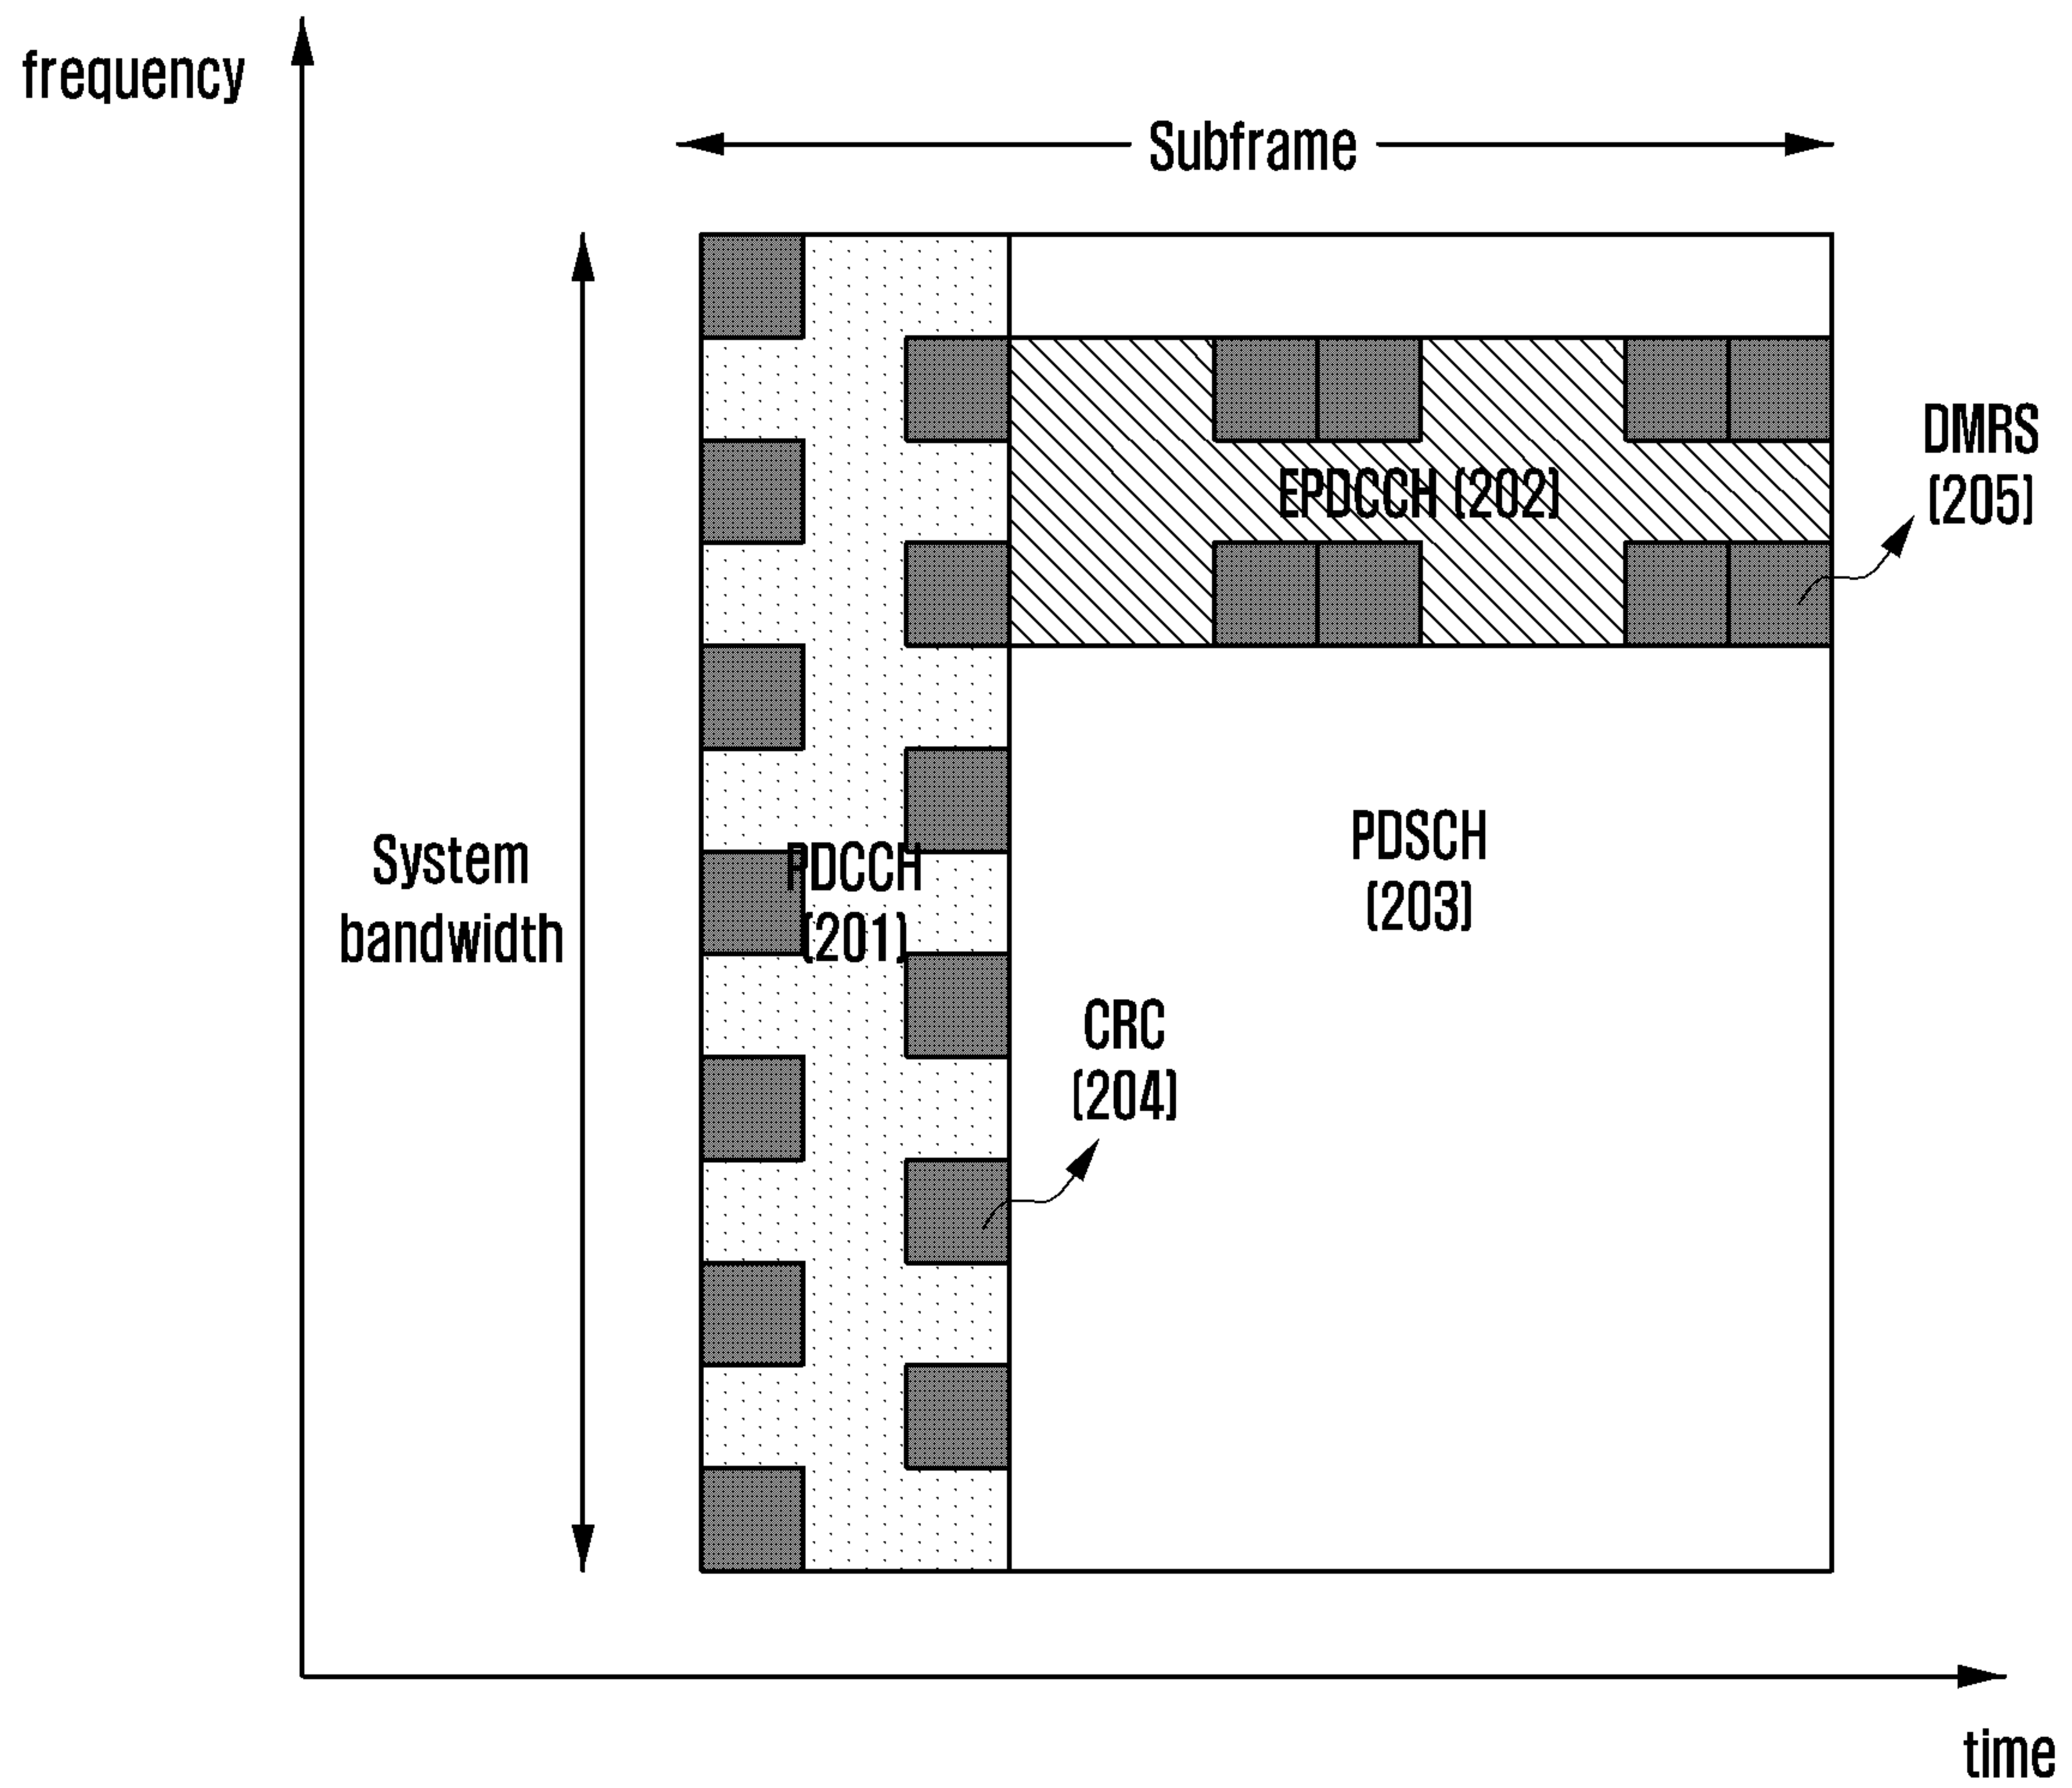 frequency
Subframe
DMRS
(205)
EPDCCH (202)
System
bandwidth
PDCCH
(201)
PDSCH
(203)
CRC
(204)
time